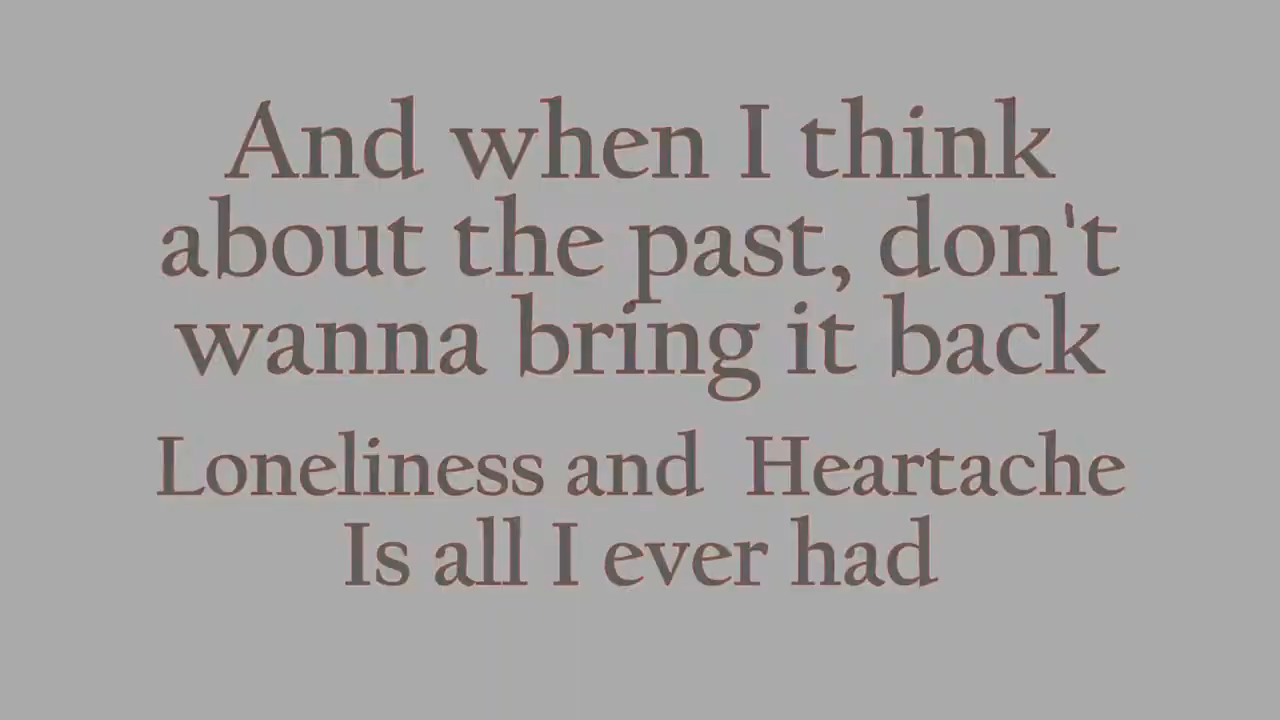 And when I think
about the past, don't
wanna bring it back
Loneliness and  Heartache
Is all I ever had